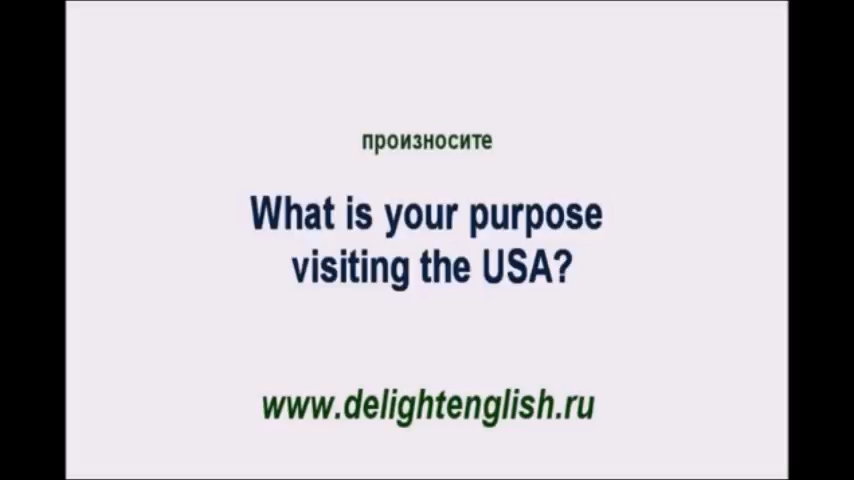 произносите
What is your purpose
visiting the USA?
www.delightenglish.ru